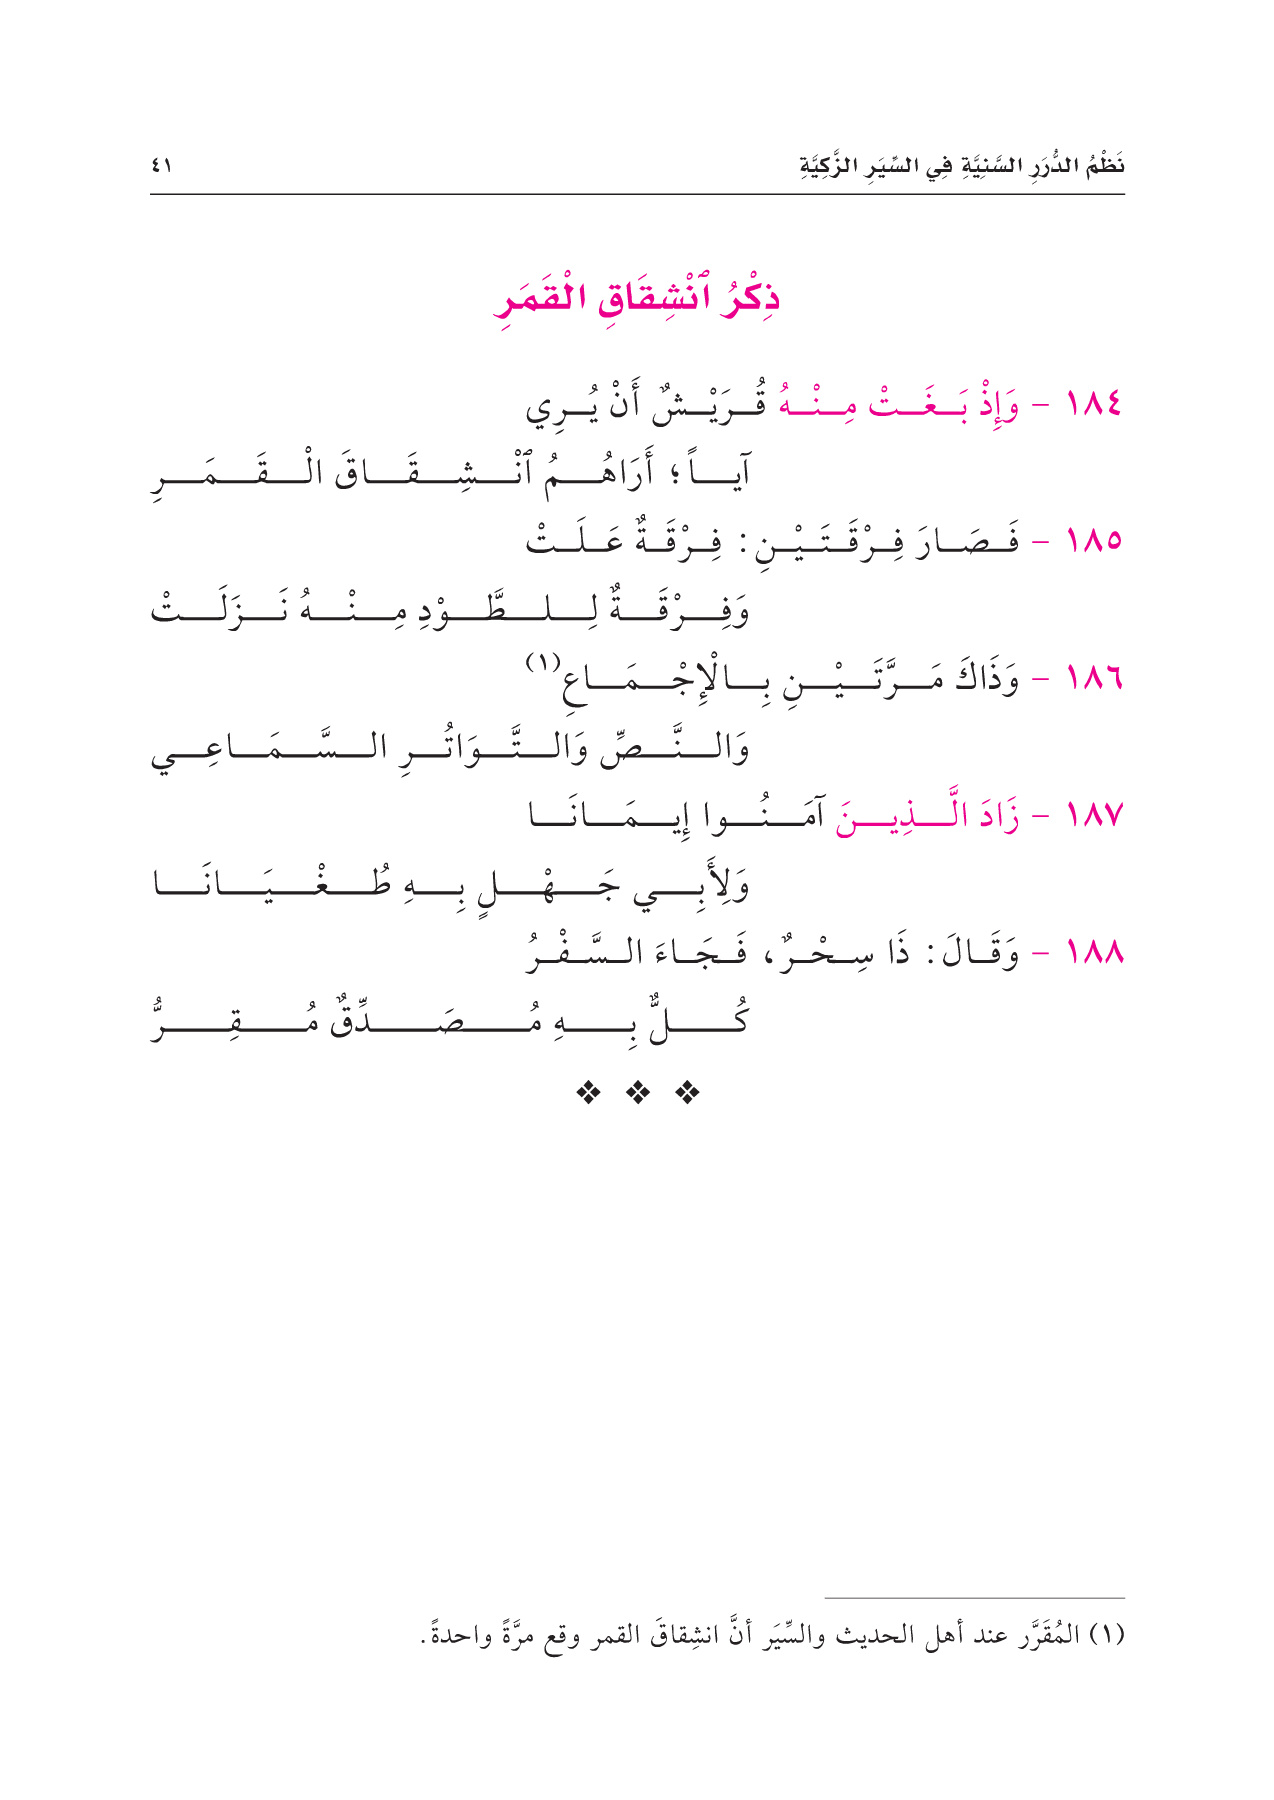 نَظْمُ الدُّرَرِ السَّنِيَّةِ فِي السِّيَرِ الزَّكِيَّةِ ٤١
ذِكْرُ ٱنْشِقَاقِ الْقَمَرِ
١٨٤ - وَإِذْ بَغَتْ مِنْهُ قُرَيْشٌ أَنْ يُرِي
آياً؛ أَرَاهُمُ ٱنْشِقَاقَ الْقَمَرِ
١٨٥ - فَصَارَ فِرْقَتَيْنِ: فِرْقَةٌ عَلَتْ
وَفِرْقَةٌ لِلطَّوْدِ مِنْهُ نَزَلَتْ
١٨٦ - وَذَاكَ مَرَّتَيْنِ بِالْإِجْمَاعِ(١)
وَالنَّصِّ وَالتَّوَاتُرِ السَّمَاعِي
١٨٧ - زَادَ الَّذِينَ آمَنُوا إِيمَانَا
وَلِأَبِي جَهْلٍ بِهِ طُغْيَانَا
١٨٨ - وَقَالَ: ذَا سِحْرٌ، فَجَاءَ السَّفْرُ
كُلٌّ بِهِ مُصَدِّقٌ مُقِرُّ
(١) المُقَرَّر عند أهل الحديث والسِّيَر أنَّ انشِقاقَ القمر وقع مرَّةً واحدةً.